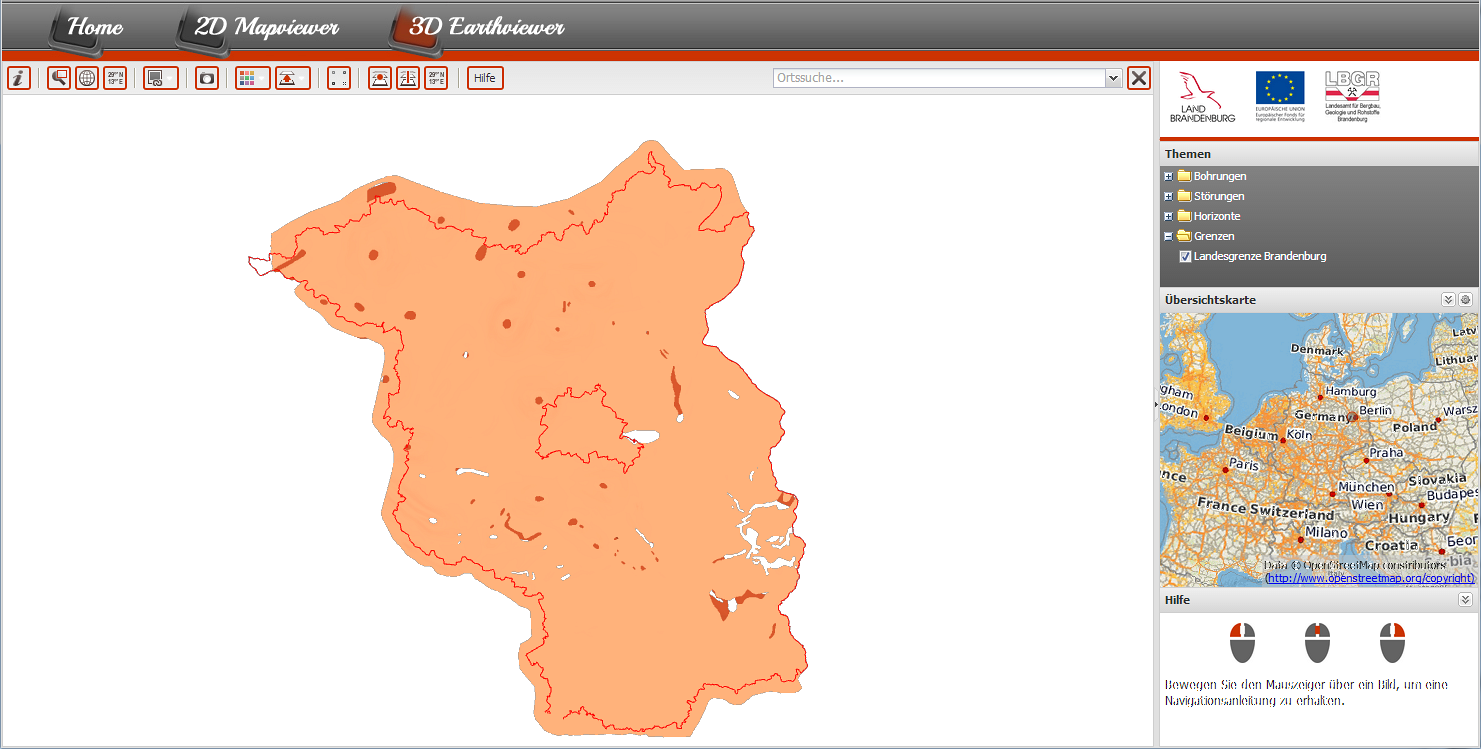 Home 2D Mapviewer 3D Earthviewer
i 29°'N 13°'E 29°'N 13°'E Hilfe Ortssuche...
LAND
BRANDENBURG
EUROPÄISCHE UNION
Europäischer Fonds für
regionale Entwicklung
LBGR
Landesamt für Bergbau,
Geologie und Rohstoffe
Brandenburg
Themen
Bohrungen
Störungen
Horizonte
Grenzen
Landesgrenze Brandenburg
Übersichtskarte
Denmark
Latv
Lithuan
gham
Hamburg
ondon
Germany
Berlin
Warsz
Belgium
Köln
Poland
Paris
Praha
nce
München
Slovakia
Wien
Budapes
France
Switzerland
Hungary
Milano
Croatia
Беог
rbia
Data © OpenStreetMap contributors
(http://www.openstreetmap.org/copyright)
Hilfe
Bewegen Sie den Mauszeiger über ein Bild, um eine
Navigationsanleitung zu erhalten.